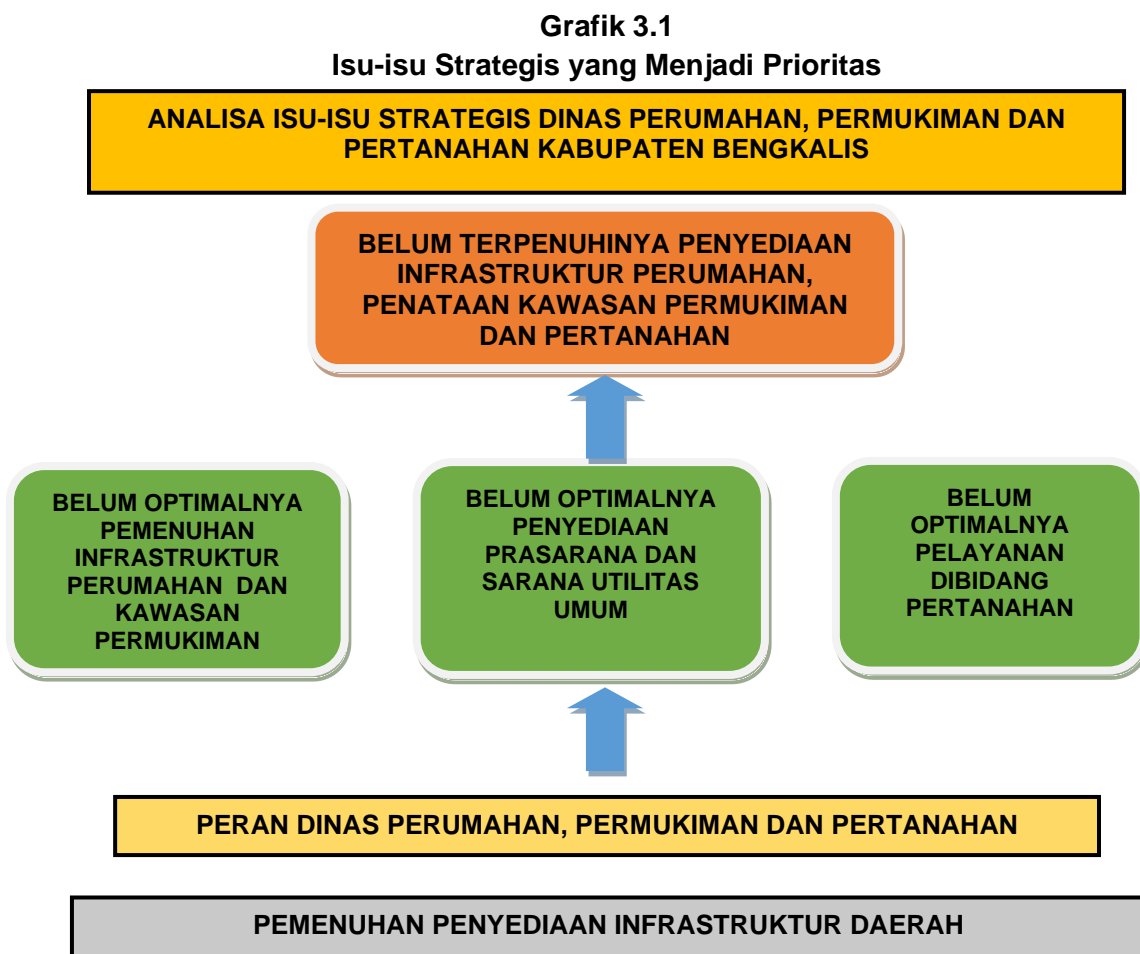 Grafik 3.1
Isu-isu Strategis yang Menjadi Prioritas
ANALISA ISU-ISU STRATEGIS DINAS PERUMAHAN, PERMUKIMAN DAN
PERTANAHAN KABUPATEN BENGKALIS
BELUM TERPENUHINYA PENYEDIAAN
INFRASTRUKTUR PERUMAHAN,
PENATAAN KAWASAN PERMUKIMAN
DAN PERTANAHAN
BELUM OPTIMALNYA
PEMENUHAN
INFRASTRUKTUR
PERUMAHAN DAN
KAWASAN
PERMUKIMAN
BELUM OPTIMALNYA
PENYEDIAAN
PRASARANA DAN
SARANA UTILITAS
UMUM
BELUM
OPTIMALNYA
PELAYANAN
DIBIDANG
PERTANAHAN
PERAN DINAS PERUMAHAN, PERMUKIMAN DAN PERTANAHAN
PEMENUHAN PENYEDIAAN INFRASTRUKTUR DAERAH